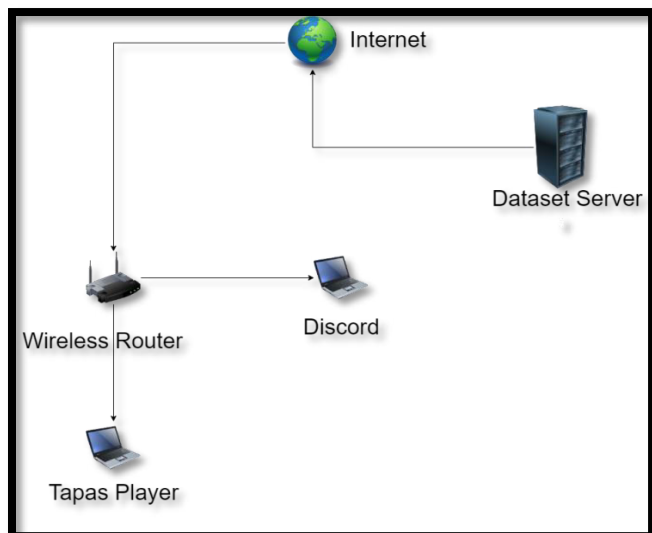 Internet
Dataset Server
Wireless Router
Discord
Tapas Player